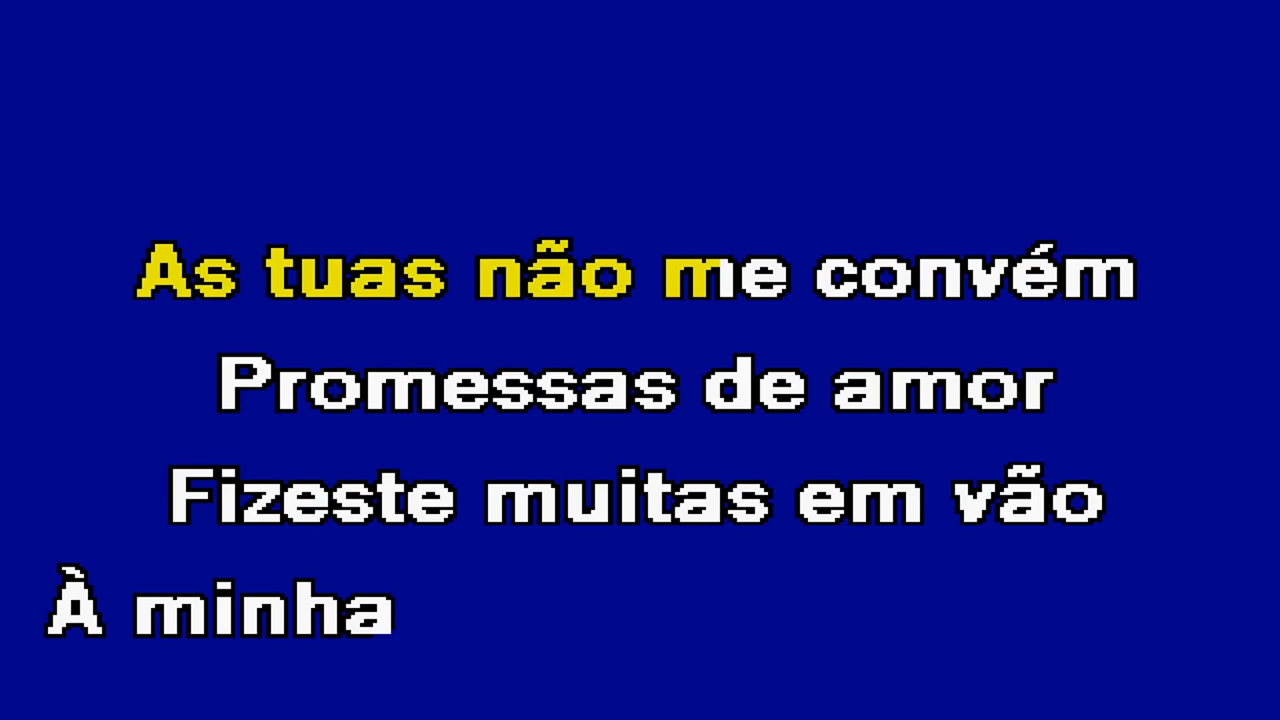 As tuas não me convém
Promessas de amor
Fizeste muitas em vão
À minha